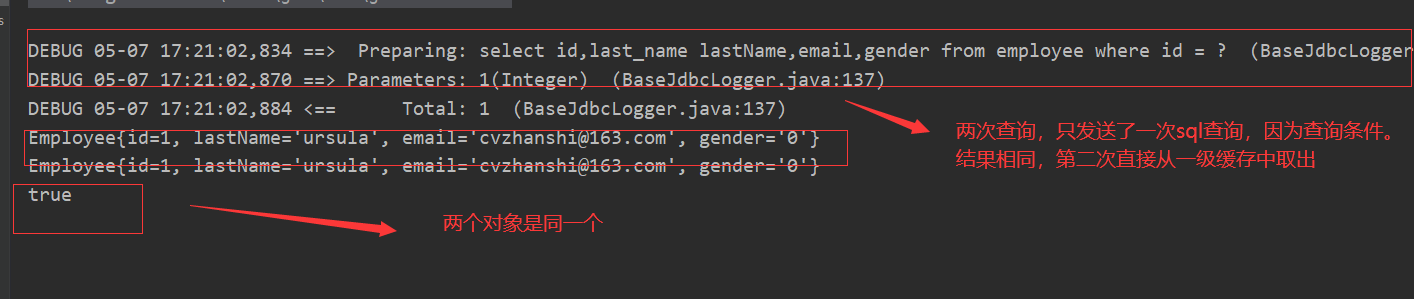 DEBUG 05-07 17:21:02,834 ==>  Preparing: select id,last_name lastName,email,gender from employee where id = ?  (BaseJdbcLogger
DEBUG 05-07 17:21:02,870 ==> Parameters: 1(Integer)  (BaseJdbcLogger.java:137)
DEBUG 05-07 17:21:02,884 <==      Total: 1  (BaseJdbcLogger.java:137)
两次查询，只发送了一次sql查询，因为查询条件。
结果相同，第二次直接从一级缓存中取出
Employee{id=1, lastName='ursula', email='cvzhanshi@163.com', gender='0'}
Employee{id=1, lastName='ursula', email='cvzhanshi@163.com', gender='0'}
true
两个对象是同一个